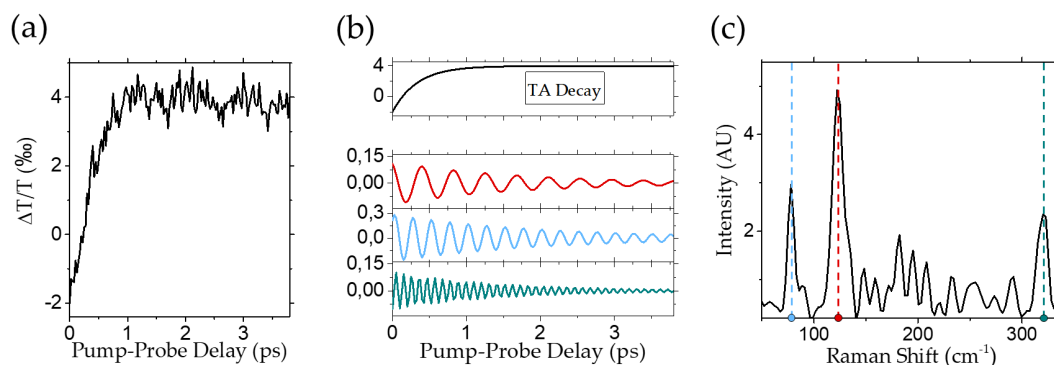 (a)
(b)
(c)
ΔT/T (‰)
4
2
0
-2
0
1
2
3
Pump-Probe Delay (ps)
4
0
TA Decay
0,15
0,00
0.3
0,0
0.15
0,00
0
1
2
3
Pump-Probe Delay (ps)
Intensity (AU)
4
2
100
200
300
Raman Shift (cm⁻¹)